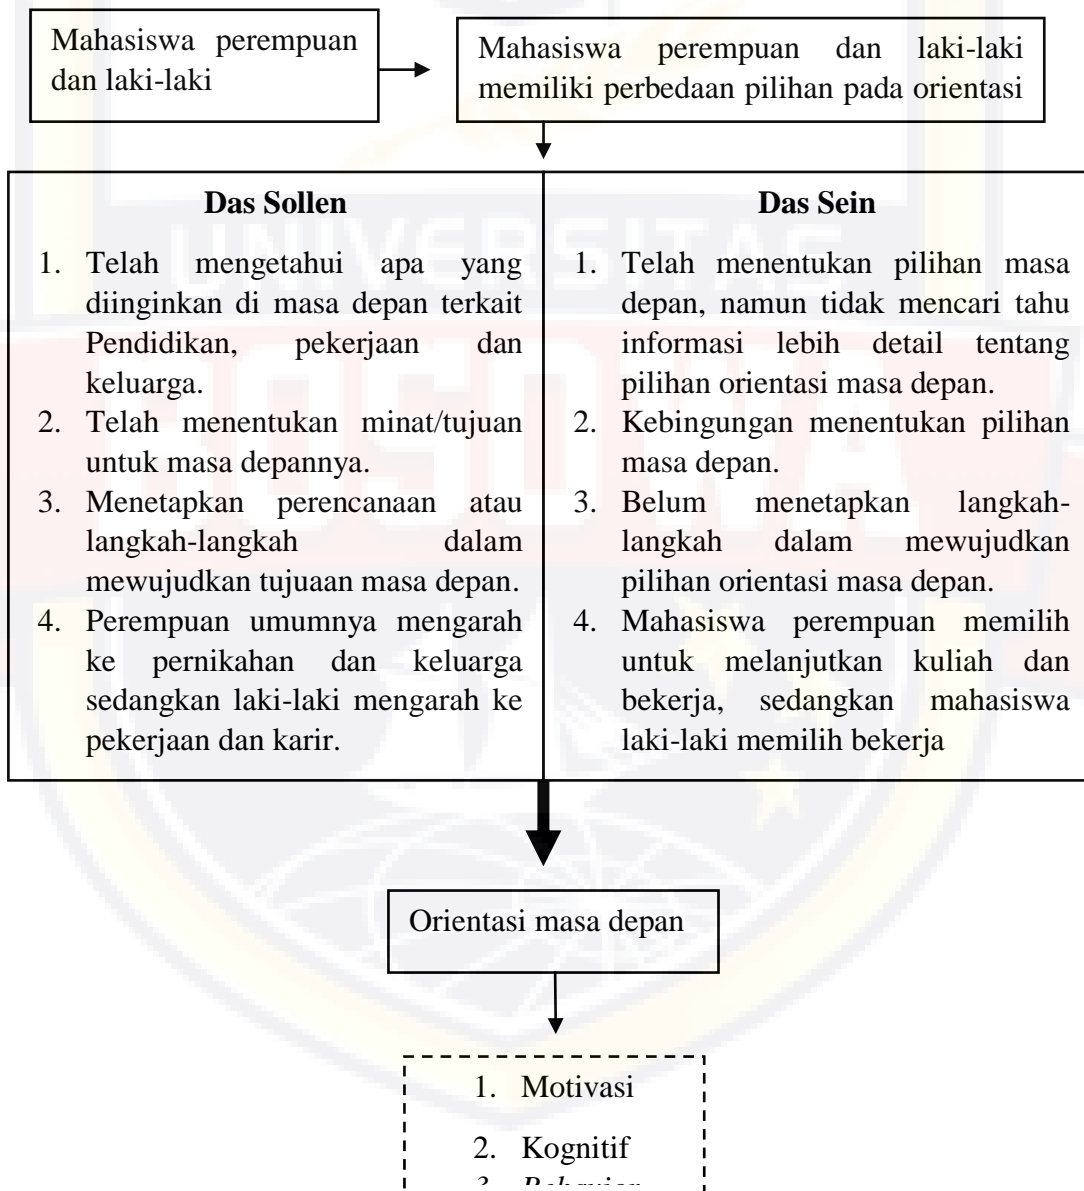 Mahasiswa perempuan
dan laki-laki
Mahasiswa perempuan dan laki-laki
memiliki perbedaan pilihan pada orientasi
Das Sollen
1. Telah mengetahui apa yang
diinginkan di masa depan terkait
Pendidikan, pekerjaan dan
keluarga.
2. Telah menentukan minat/tujuan
untuk masa depannya.
3. Menetapkan perencanaan atau
langkah-langkah dalam
mewujudkan tujuaan masa depan.
4. Perempuan umumnya mengarah
ke pernikahan dan keluarga
sedangkan laki-laki mengarah ke
pekerjaan dan karir.
Das Sein
1. Telah menentukan pilihan masa
depan, namun tidak mencari tahu
informasi lebih detail tentang
pilihan orientasi masa depan.
2. Kebingungan menentukan pilihan
masa depan.
3. Belum menetapkan langkah-
langkah dalam mewujudkan
pilihan orientasi masa depan.
4. Mahasiswa perempuan memilih
untuk melanjutkan kuliah dan
bekerja, sedangkan mahasiswa
laki-laki memilih bekerja
UNIVERSITAS
BOSOWA
Orientasi masa depan
1. Motivasi
2. Kognitif
3. Behavior